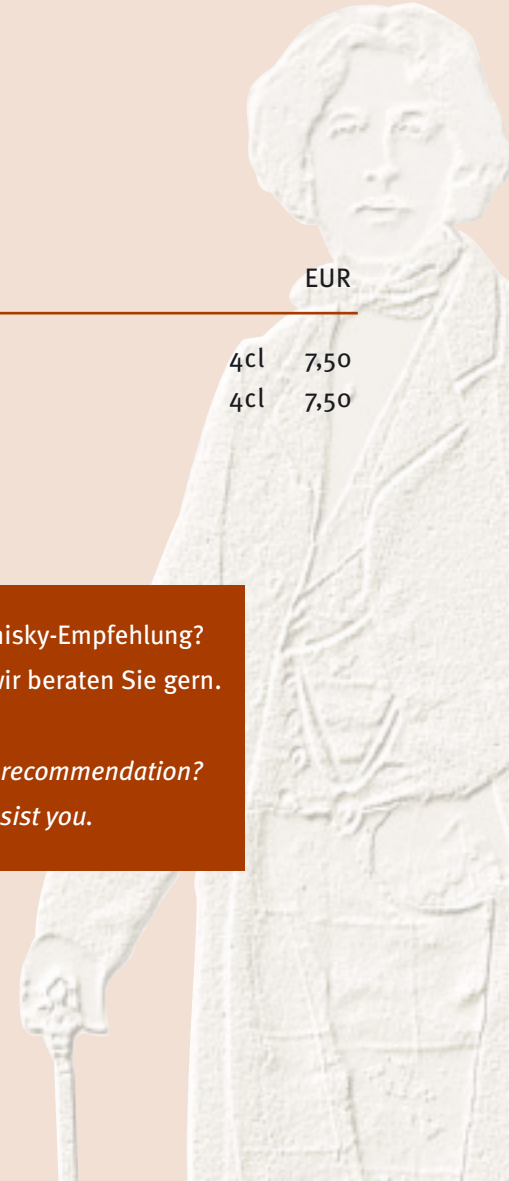 EUR
4cl 7,50
4cl 7,50
hisky-Empfehlung?
wir beraten Sie gern.
recommendation?
sist you.